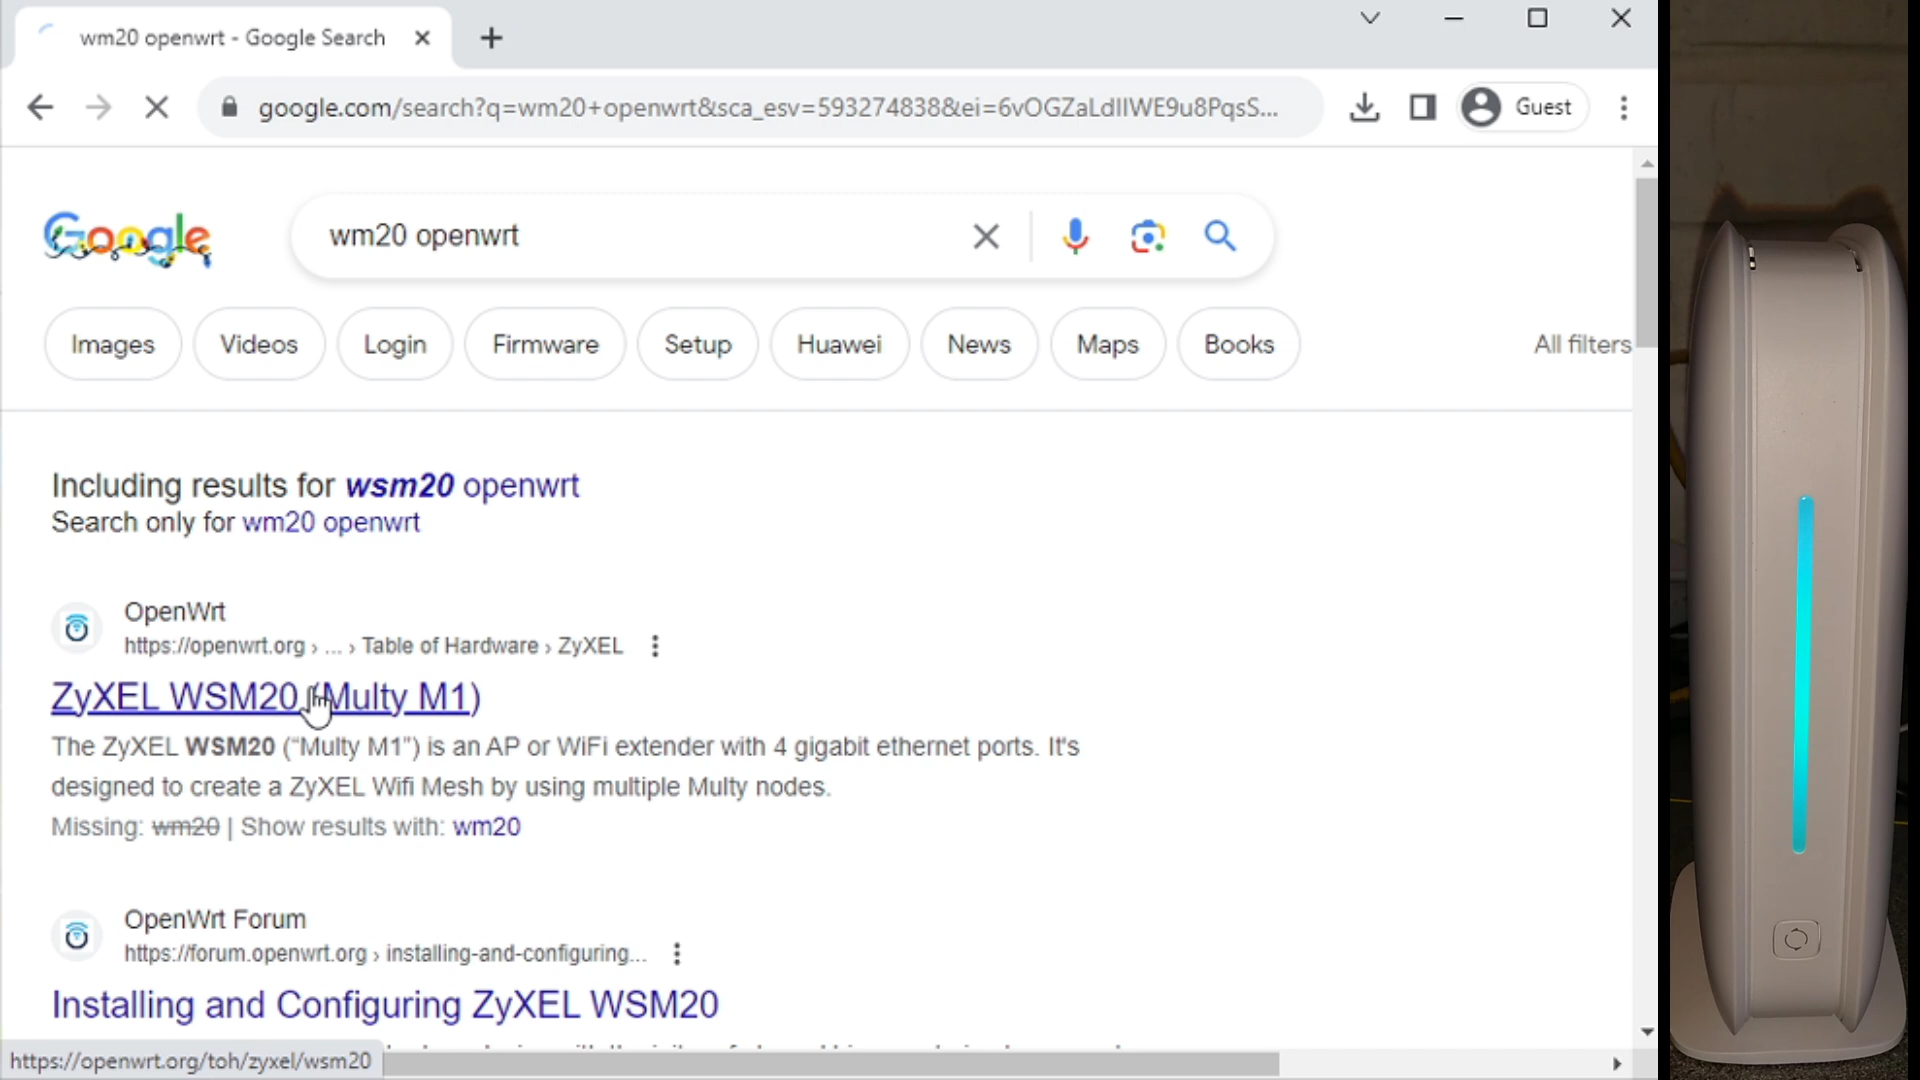 wm20 openwrt - Google Search
google.com/search?q=wm20+openwrt&sca_esv=593274838&ei=6vOGZaLdIIWE9u8PqsS...
Guest
Google
wm20 openwrt
Images
Videos
Login
Firmware
Setup
Huawei
News
Maps
Books
All filters
Including results for wsm20 openwrt
Search only for wm20 openwrt
OpenWrt
https://openwrt.org › ... › Table of Hardware › ZyXEL
ZyXEL WSM20 (Multy M1)
The ZyXEL WSM20 (“Multy M1”) is an AP or WiFi extender with 4 gigabit ethernet ports. It's
designed to create a ZyXEL Wifi Mesh by using multiple Multy nodes.
Missing: wm20 | Show results with: wm20
OpenWrt Forum
https://forum.openwrt.org › installing-and-configuring...
Installing and Configuring ZyXEL WSM20
https://openwrt.org/toh/zyxel/wsm20